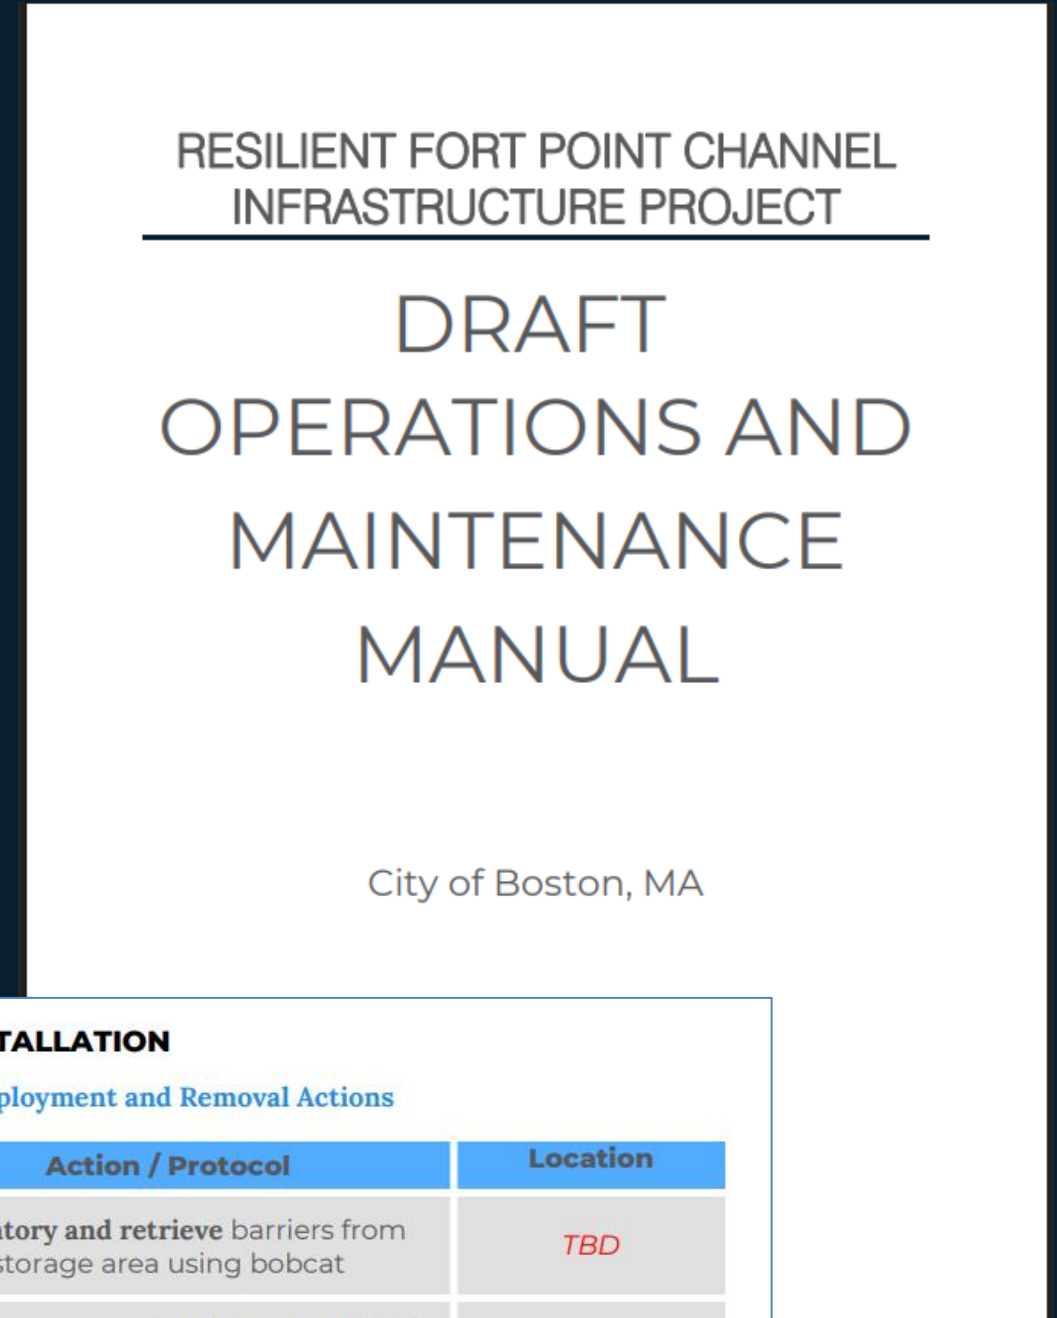 RESILIENT FORT POINT CHANNEL
INFRASTRUCTURE PROJECT
DRAFT
OPERATIONS AND
MAINTENANCE
MANUAL
City of Boston, MA
TALLATION
ployment and Removal Actions
Action / Protocol
Location
tory and retrieve barriers from
storage area using bobcat
TBD